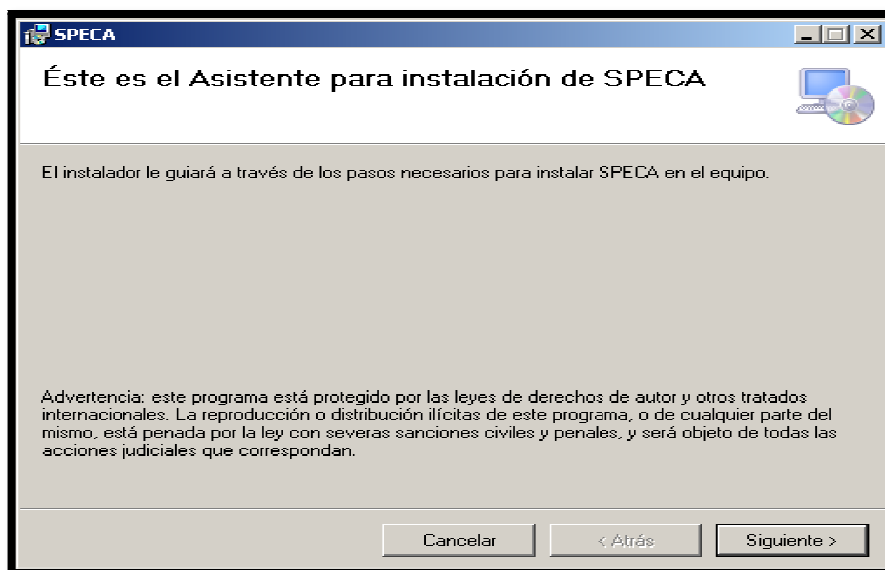 SPECA
Éste es el Asistente para instalación de SPECA
El instalador le guiará a través de los pasos necesarios para instalar SPECA en el equipo.
Advertencia: este programa está protegido por las leyes de derechos de autor y otros tratados
internacionales. La reproducción o distribución ilícitas de este programa, o de cualquier parte del
mismo, está penada por la ley con severas sanciones civiles y penales, y será objeto de todas las
acciones judiciales que correspondan.
Cancelar
< Atrás
Siguiente >